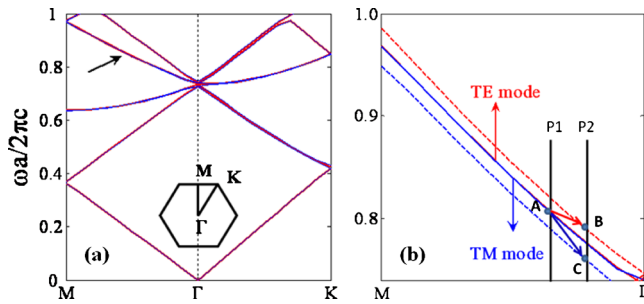 ωa/2πc
1
0.8
0.6
0.4
0.2
0
M
Γ
K
M
K
Γ
(a)
1.0
0.9
0.8
TE mode
P1
P2
A
B
C
TM mode
(b)
M